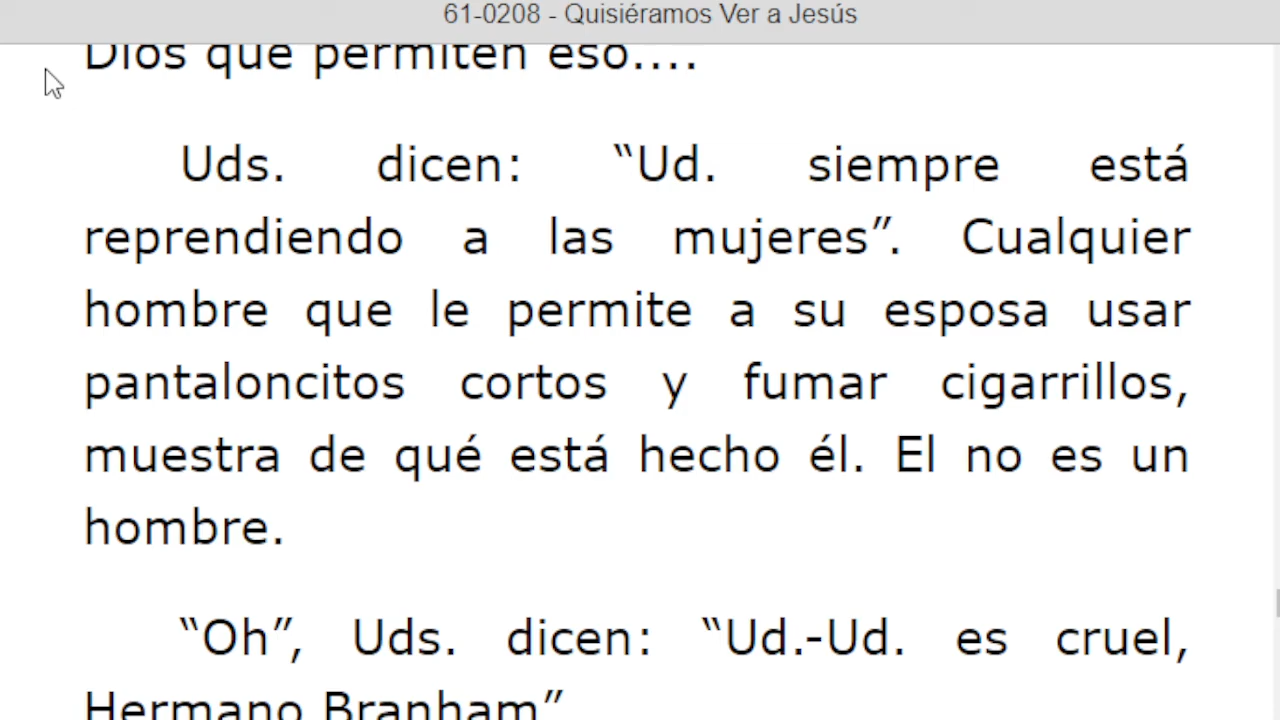 61-0208 - Quisiéramos Ver a Jesús
Dios que permiten eso....
Uds. dicen: “Ud. siempre está
reprendiendo a las mujeres”. Cualquier
hombre que le permite a su esposa usar
pantaloncitos cortos y fumar cigarrillos,
muestra de qué está hecho él. El no es un
hombre.
“Oh”, Uds. dicen: “Ud.-Ud. es cruel,
Hermano Branham”